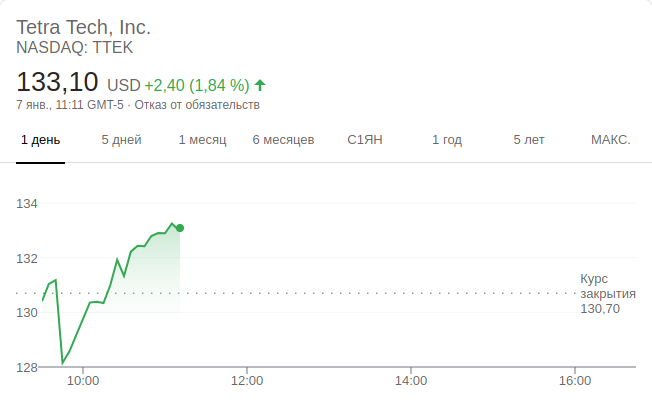 Tetra Tech, Inc.
NASDAQ: TTEK
133,10 USD +2,40 (1,84 %)
7 янв., 11:11 GMT-5 · Отказ от обязательств
1 день 5 дней 1 месяц 6 месяцев С1ЯН 1 год 5 лет МАКС.
134
132
Курс
закрытия
130,70
130
128
10:00 12:00 14:00 16:00